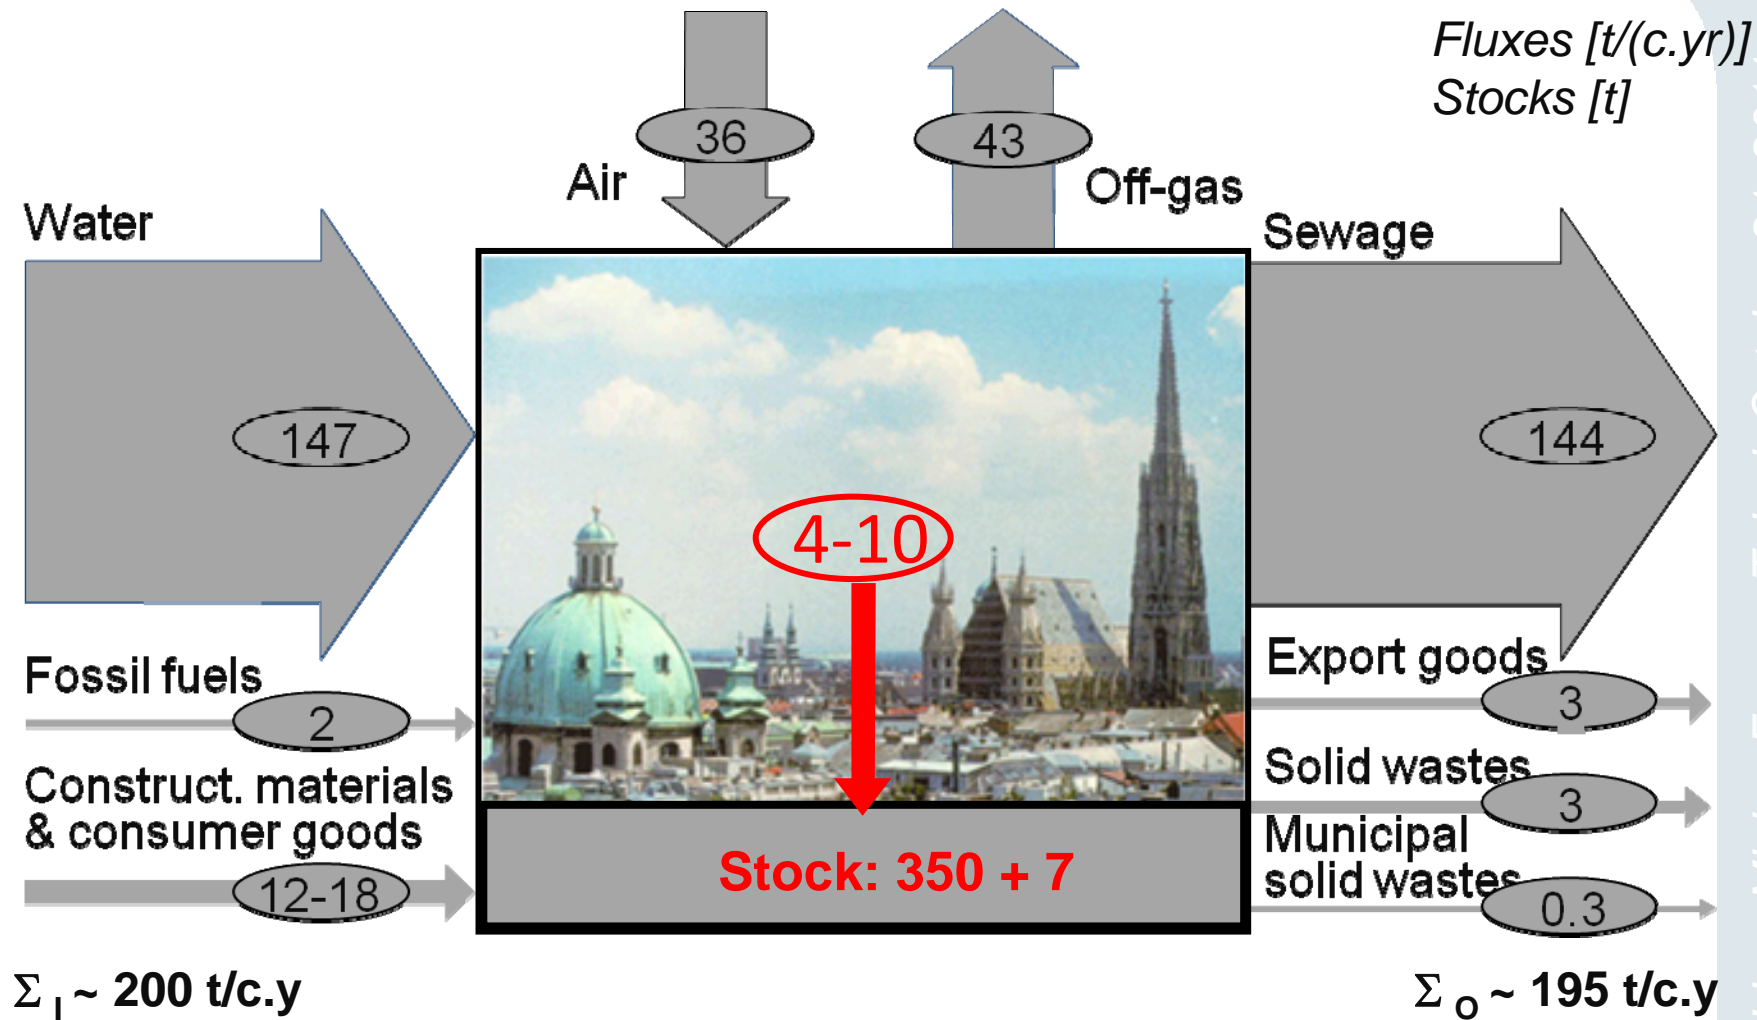 Fluxes [t/(c.yr)]
Stocks [t]
36
43
Air
Off-gas
Water
Sewage
147
144
4-10
Fossil fuels
2
Export goods
3
Construct. materials
& consumer goods
12-18
Solid wastes
3
Municipal
solid wastes
0.3
Stock: 350 + 7
Σ I ~ 200 t/c.y
Σ O ~ 195 t/c.y